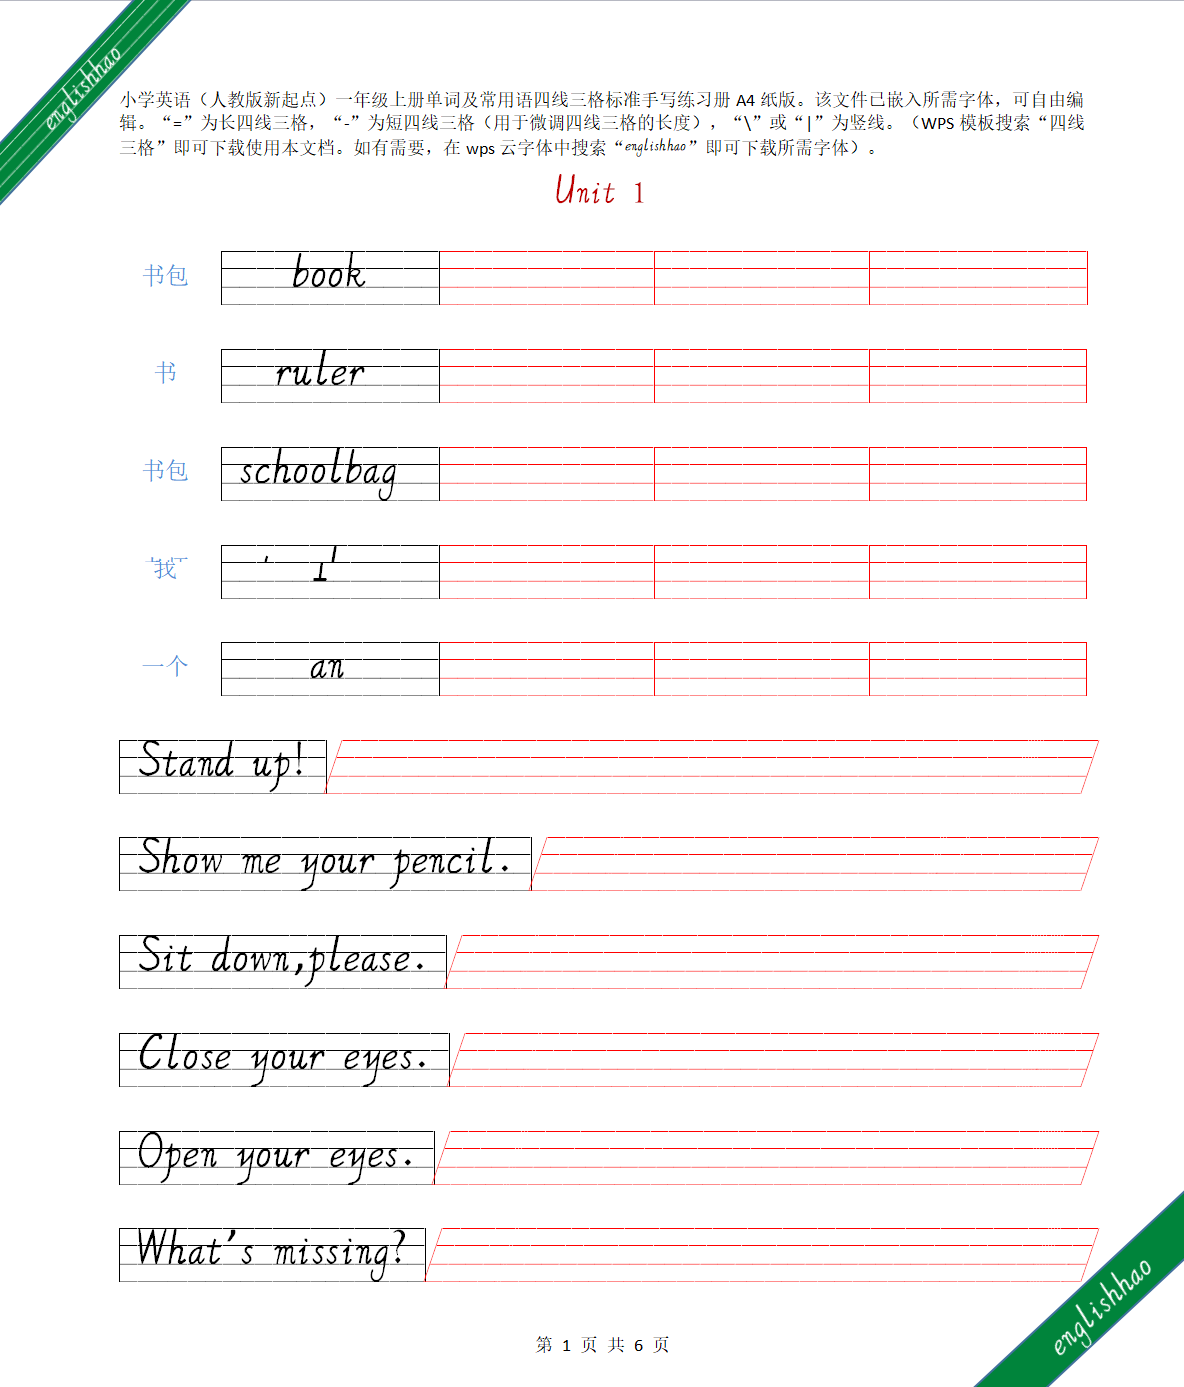 englishhao
小学英语（人教版新起点）一年级上册单词及常用语四线三格标准手写练习册 A4 纸版。该文件已嵌入所需字体，可自由编
辑。“=”为长四线三格，“-”为短四线三格（用于微调四线三格的长度），“\”或“|”为竖线。（WPS 模板搜索“四线
三格”即可下载使用本文档。如有需要，在 wps 云字体中搜索“englishhao”即可下载所需字体）。
Unit 1
书包 book
书 ruler
书包 schoolbag
我 I
一个 an
Stand up!
Show me your pencil.
Sit down,please.
Close your eyes.
Open your eyes.
What's missing?
englishhao
第 1 页 共 6 页